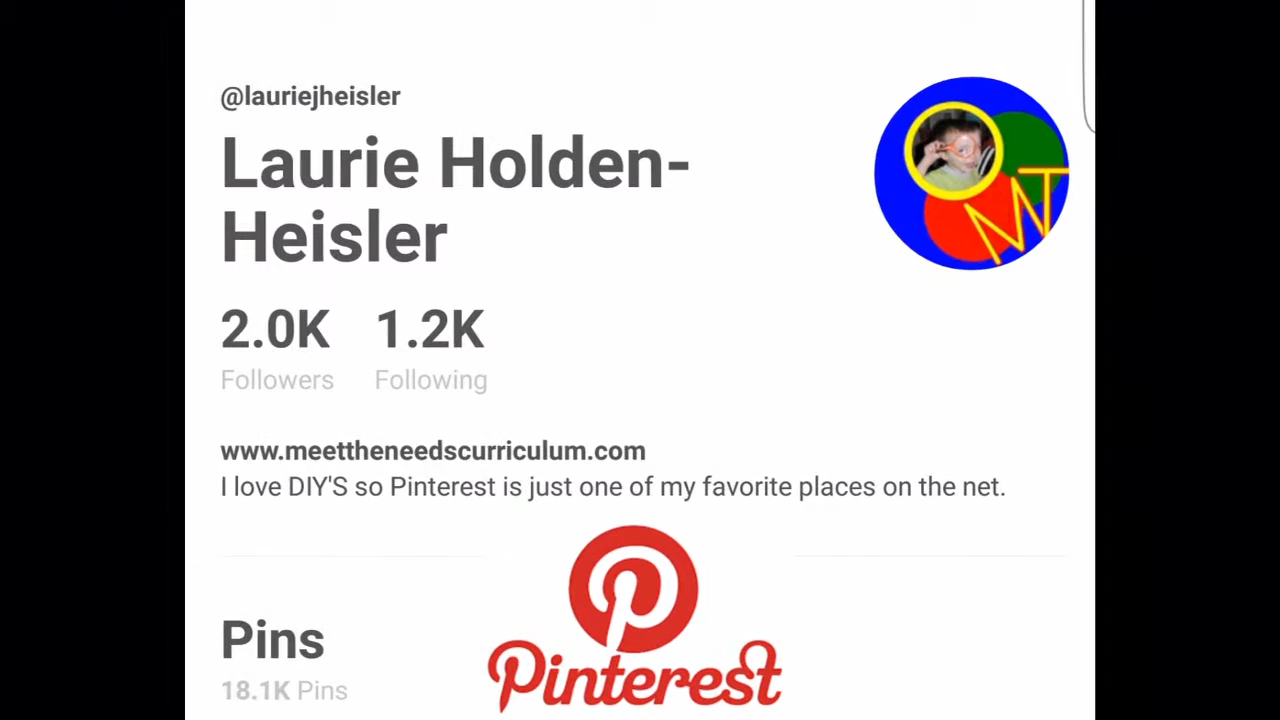 @lauriejheisler
Laurie Holden-
Heisler
2.0K 1.2K
Followers Following
www.meettheneedscurriculum.com
I love DIY'S so Pinterest is just one of my favorite places on the net.
Pins
18.1K Pins
Pinterest
MT